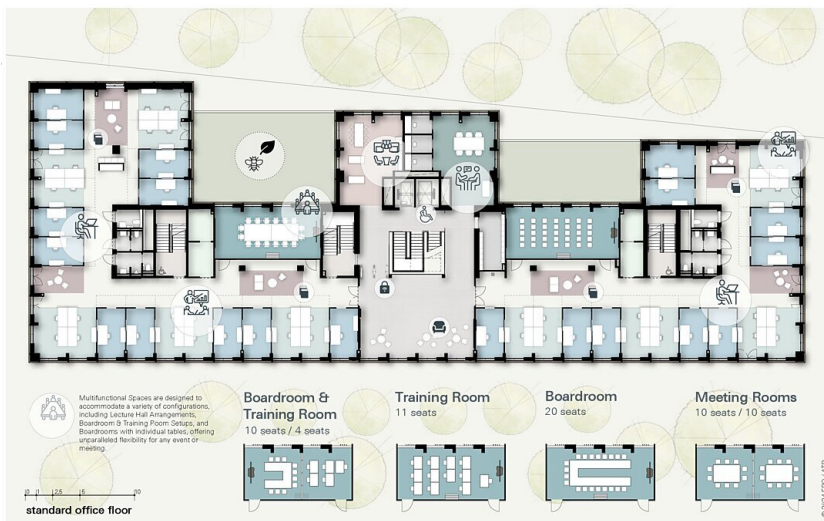 Multifunctional Spaces are designed to
accommodate a variety of configurations,
including Lecture Hall Arrangements,
Boardroom & Training Room Setups, and
Boardrooms with individual tables, offering
unparalleled flexibility for any event or
meeting.
Boardroom &
Training Room
10 seats / 4 seats
Training Room
11 seats
Boardroom
20 seats
Meeting Rooms
10 seats / 10 seats
0 1 2,5 5 10
standard office floor